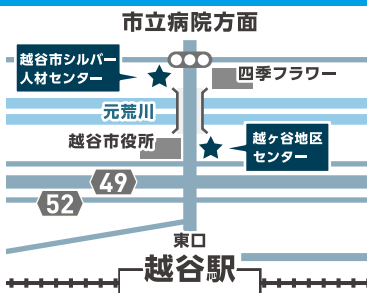 市立病院方面
越谷市シルバー
人材センター
四季フラワー
元荒川
越谷市役所
越ヶ谷地区
センター
49
52
東口
越谷駅